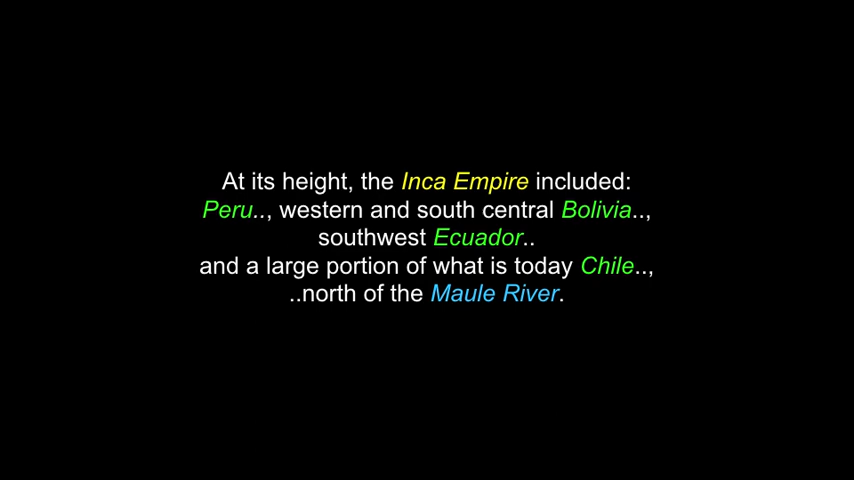 At its height, the Inca Empire included:
Peru.., western and south central Bolivia..,
southwest Ecuador..
and a large portion of what is today Chile..,
..north of the Maule River.